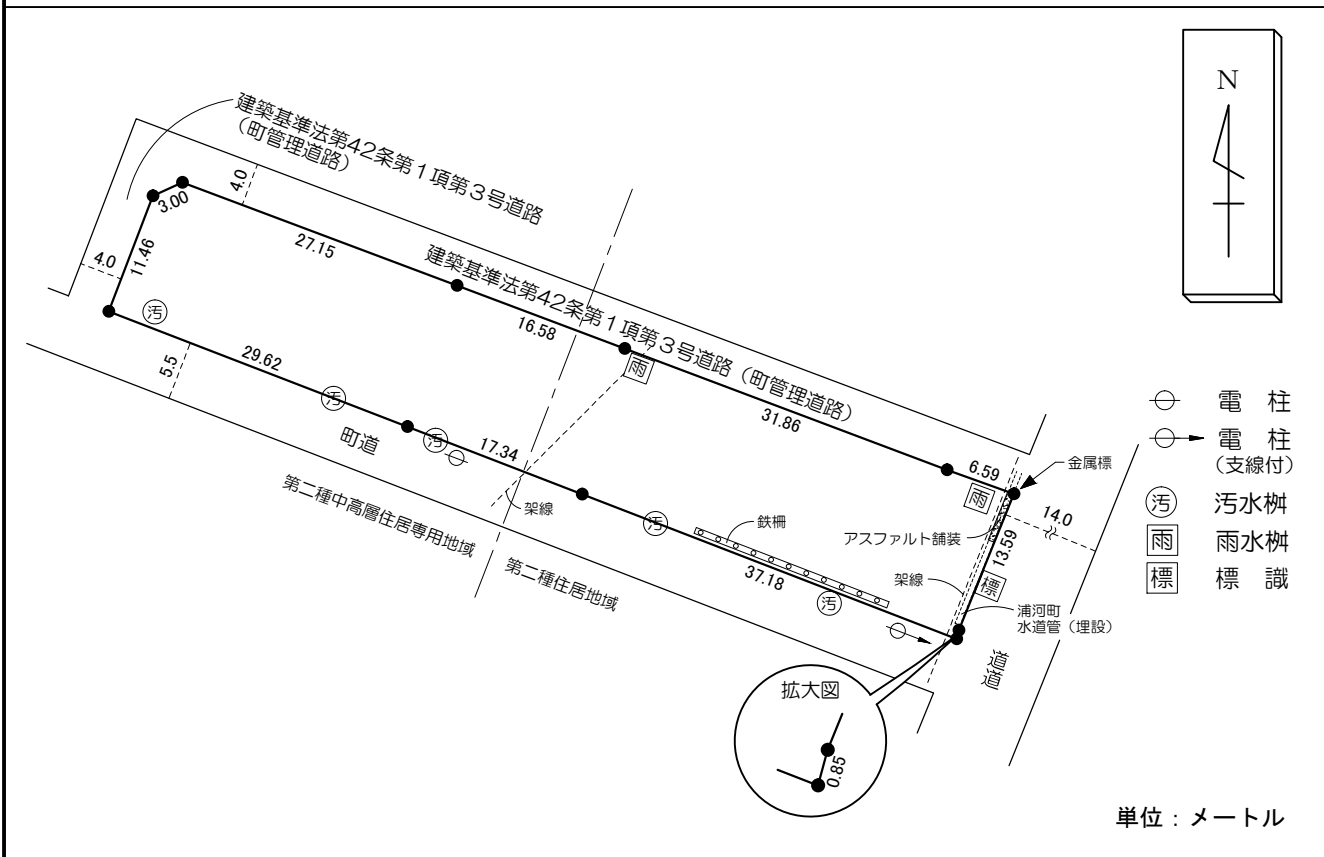 N
建築基準法第42条第1項第3号道路
(町管理道路)
4.0
3.00
11.46
4.0
27.15
建築基準法第42条第1項第3号道路(町管理道路)
16.58
雨
31.86
6.59
金属標
汚
29.62
5.5
汚
町道
汚
17.34
架線
第二種中高層住居専用地域
第二種住居地域
汚
鉄柵
37.18
汚
雨
アスファルト舗装
14.0
13.59
架線
標
浦河町
水道管(埋設)
道道
拡大図
0.85
電柱
電柱
(支線付)
汚 汚水桝
雨 雨水桝
標 標識
単位:メートル